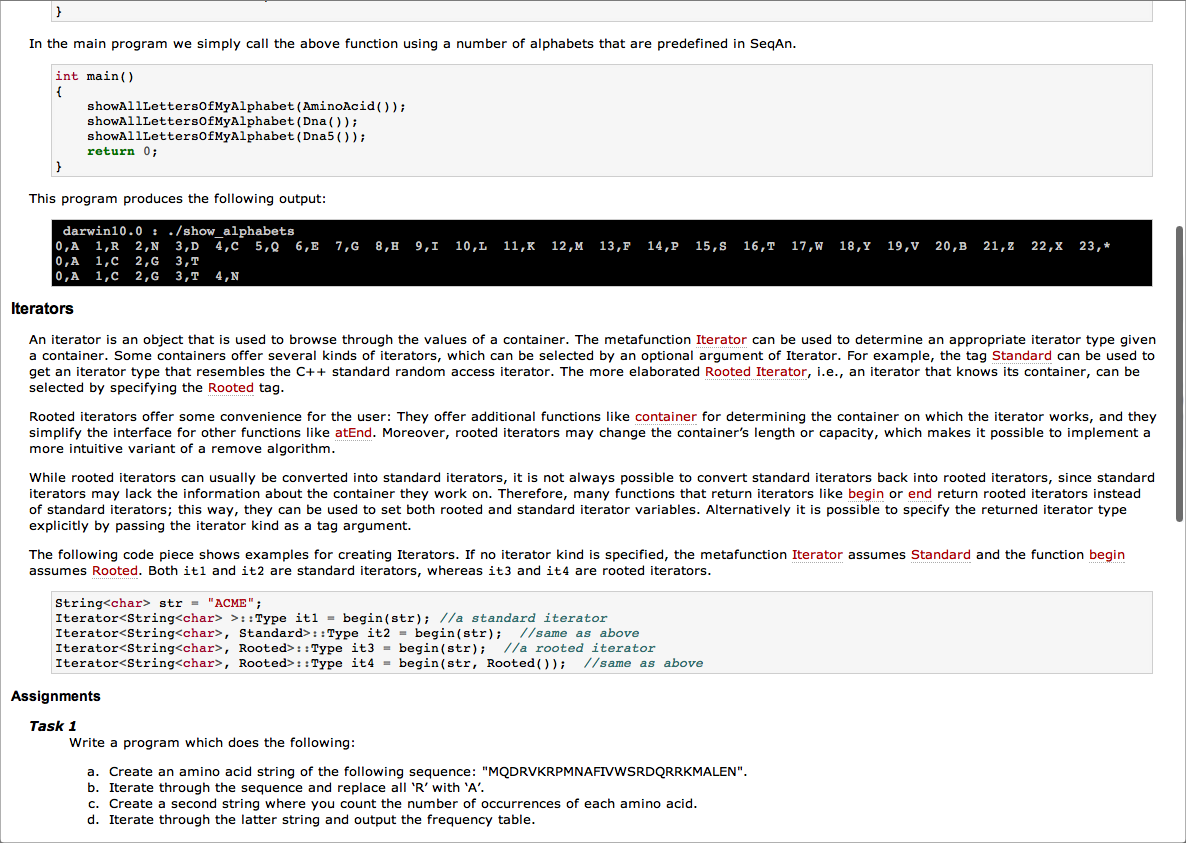 }
In the main program we simply call the above function using a number of alphabets that are predefined in SeqAn.
int main()
{
    showAllLettersOfMyAlphabet(AminoAcid());
    showAllLettersOfMyAlphabet(Dna());
    showAllLettersOfMyAlphabet(Dna5());
    return 0;
}
This program produces the following output:
darwin10.0 : ./show_alphabets
0,A  1,R  2,N  3,D  4,C  5,Q  6,E  7,G  8,H  9,I  10,L  11,K  12,M  13,F  14,P  15,S  16,T  17,W  18,Y  19,V  20,B  21,Z  22,X  23,*
0,A  1,C  2,G  3,T
0,A  1,C  2,G  3,T  4,N
Iterators
An iterator is an object that is used to browse through the values of a container. The metafunction Iterator can be used to determine an appropriate iterator type given
a container. Some containers offer several kinds of iterators, which can be selected by an optional argument of Iterator. For example, the tag Standard can be used to
get an iterator type that resembles the C++ standard random access iterator. The more elaborated Rooted Iterator, i.e., an iterator that knows its container, can be
selected by specifying the Rooted tag.
Rooted iterators offer some convenience for the user: They offer additional functions like container for determining the container on which the iterator works, and they
simplify the interface for other functions like atEnd. Moreover, rooted iterators may change the container’s length or capacity, which makes it possible to implement a
more intuitive variant of a remove algorithm.
While rooted iterators can usually be converted into standard iterators, it is not always possible to convert standard iterators back into rooted iterators, since standard
iterators may lack the information about the container they work on. Therefore, many functions that return iterators like begin or end return rooted iterators instead
of standard iterators; this way, they can be used to set both rooted and standard iterator variables. Alternatively it is possible to specify the returned iterator type
explicitly by passing the iterator kind as a tag argument.
The following code piece shows examples for creating Iterators. If no iterator kind is specified, the metafunction Iterator assumes Standard and the function begin
assumes Rooted. Both it1 and it2 are standard iterators, whereas it3 and it4 are rooted iterators.
String<char> str = "ACME";
Iterator<String<char> >::Type it1 = begin(str); //a standard iterator
Iterator<String<char>, Standard>::Type it2 = begin(str);  //same as above
Iterator<String<char>, Rooted>::Type it3 = begin(str);  //a rooted iterator
Iterator<String<char>, Rooted>::Type it4 = begin(str, Rooted());  //same as above
Assignments
Task 1
Write a program which does the following:
a. Create an amino acid string of the following sequence: "MQDRVKRPMNAFIVWSRDQRRKMALEN".
b. Iterate through the sequence and replace all ‘R’ with ‘A’.
c. Create a second string where you count the number of occurrences of each amino acid.
d. Iterate through the latter string and output the frequency table.